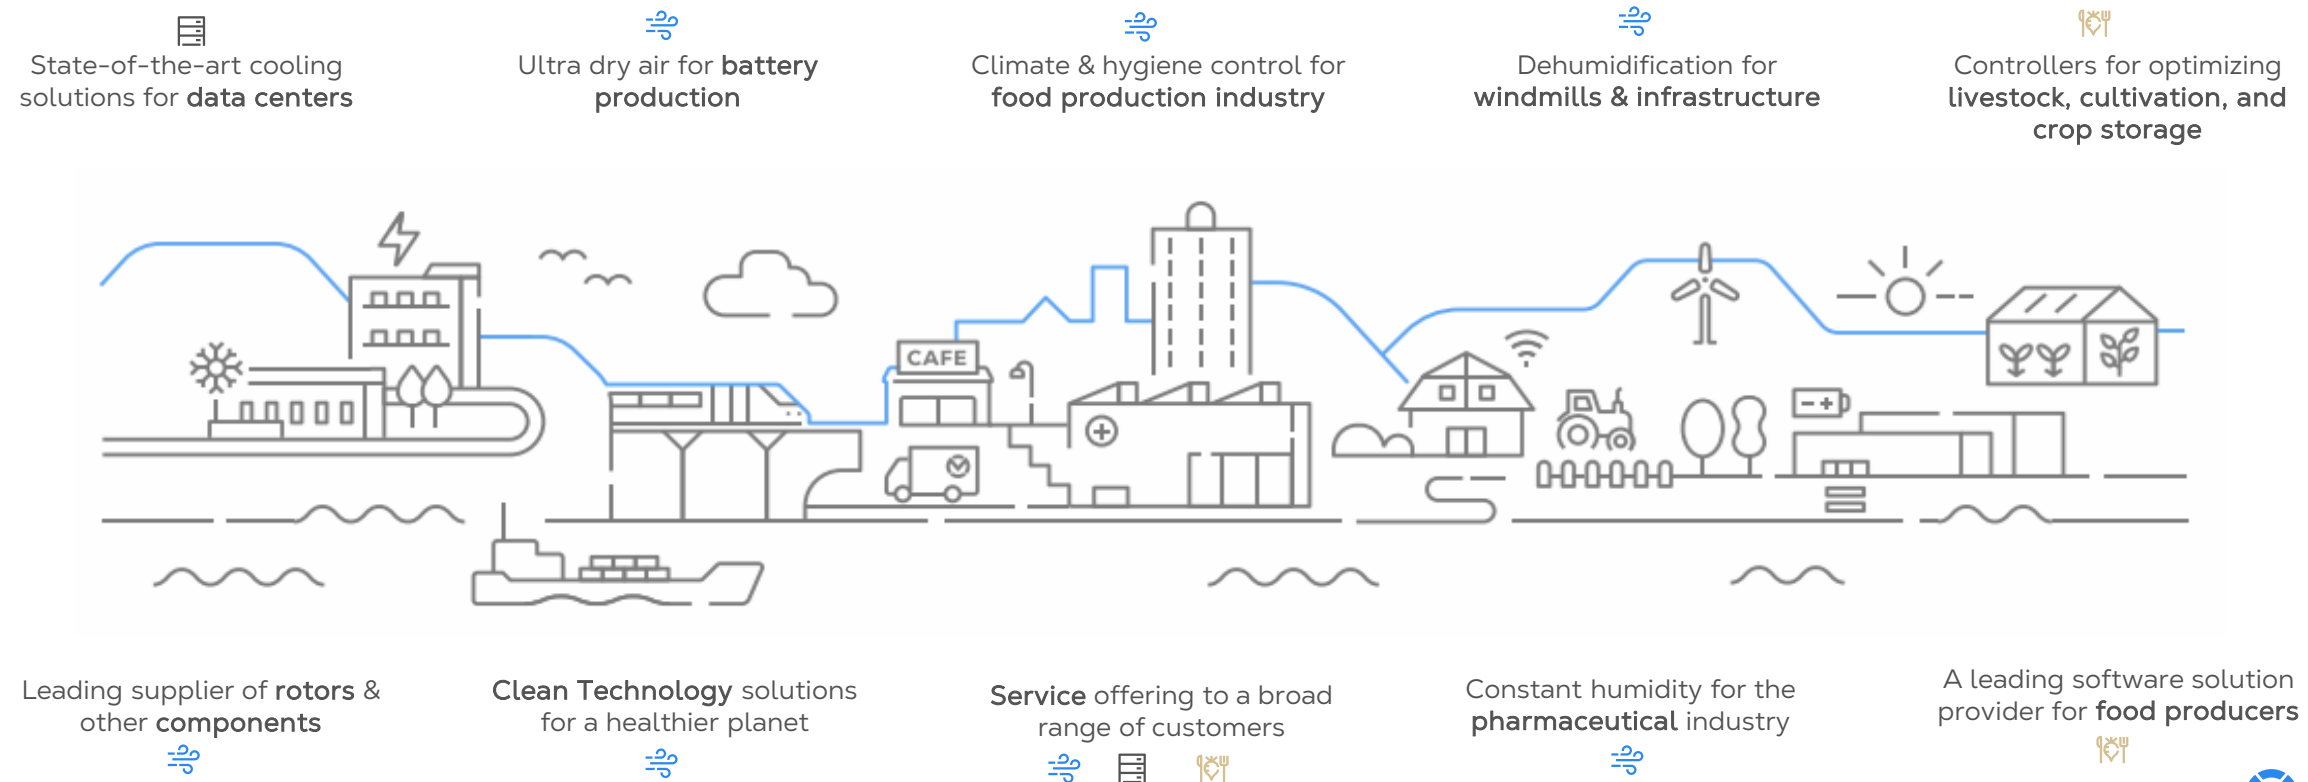 State-of-the-art cooling
solutions for data centers
Ultra dry air for battery
production
Climate & hygiene control for
food production industry
Dehumidification for
windmills & infrastructure
Controllers for optimizing
livestock, cultivation, and
crop storage
CAFE
Leading supplier of rotors &
other components
Clean Technology solutions
for a healthier planet
Service offering to a broad
range of customers
Constant humidity for the
pharmaceutical industry
A leading software solution
provider for food producers